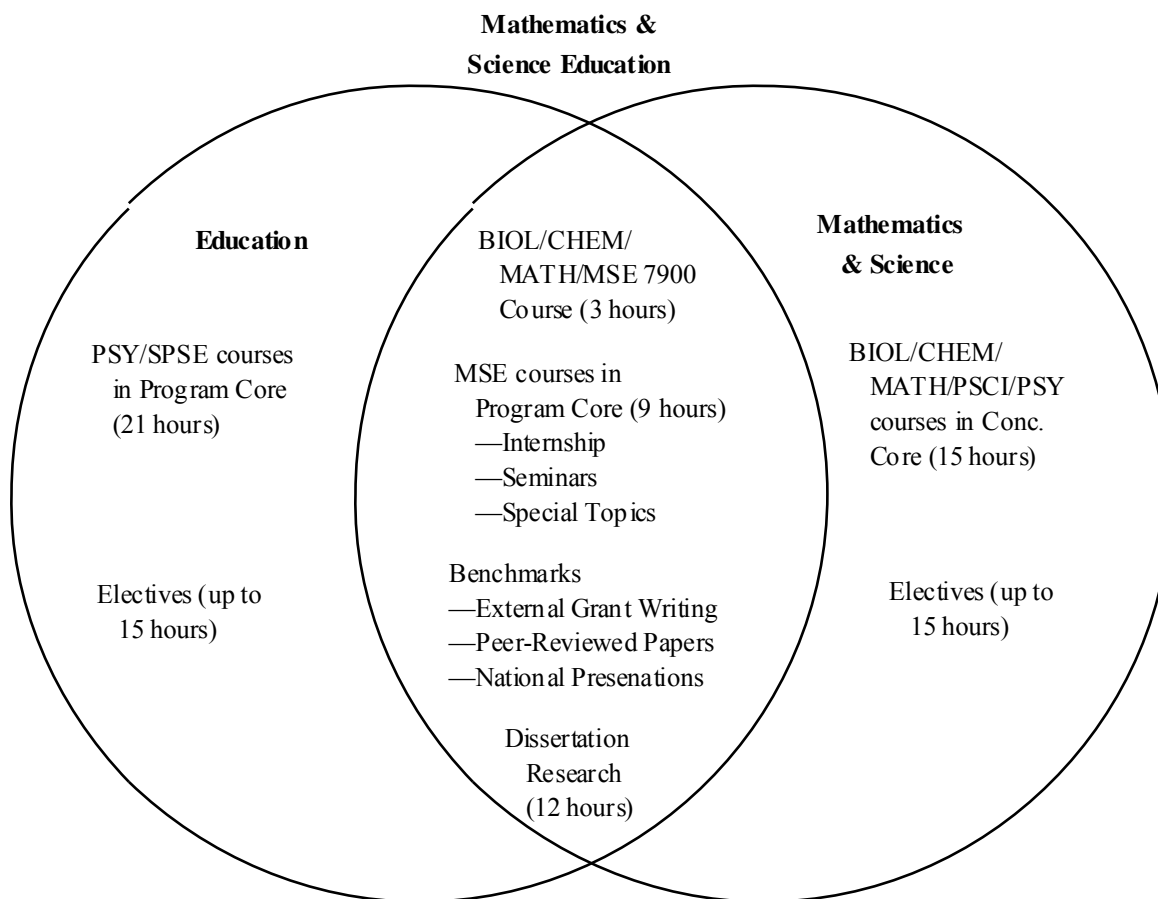 Mathematics &
Science Education
Education
PSY/SPSE courses
in Program Core
(21 hours)
Electives (up to
15 hours)
BIOL/CHEM/
MATH/MSE 7900
Course (3 hours)
MSE courses in
Program Core (9 hours)
—Internship
—Seminars
—Special Topics
Benchmarks
—External Grant Writing
—Peer-Reviewed Papers
—National Presenations
Dissertation
Research
(12 hours)
Mathematics
& Science
BIOL/CHEM/
MATH/PSCI/PSY
courses in Conc.
Core (15 hours)
Electives (up to
15 hours)